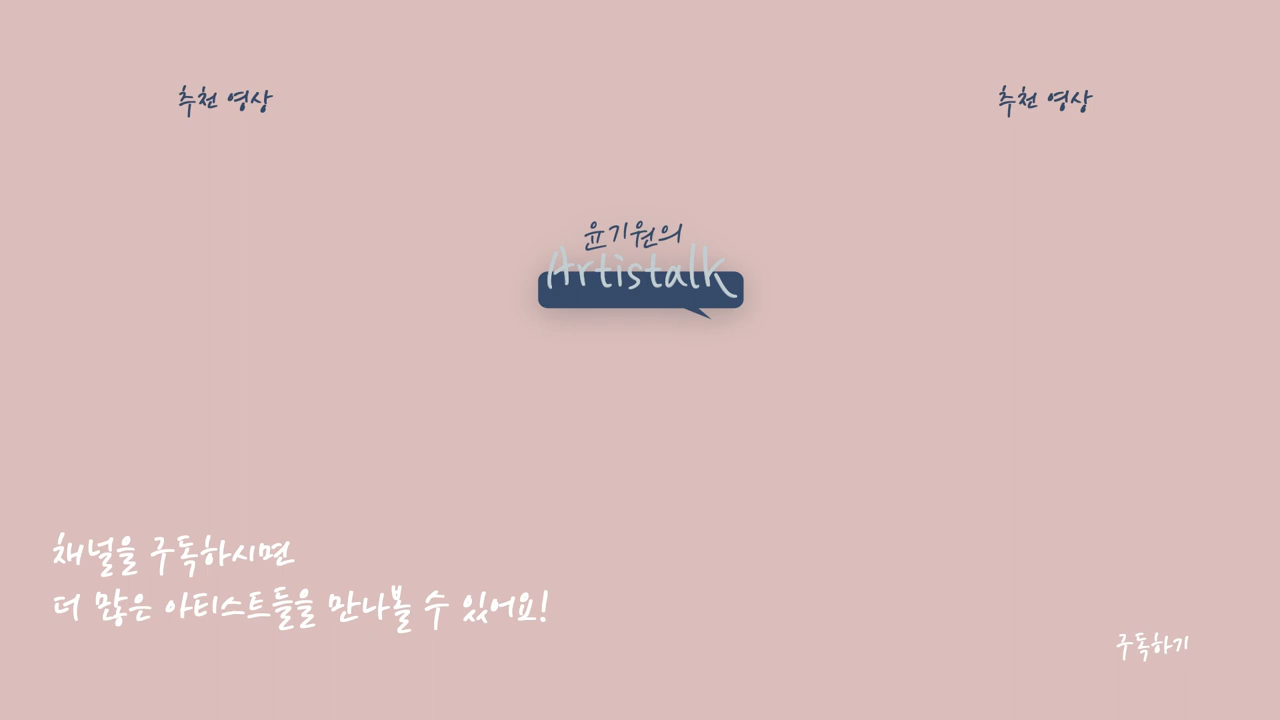 추천 영상
추천 영상
윤기원의
Artistalk
채널을 구독하시면
더 많은 아티스트들을 만나볼 수 있어요!
구독하기